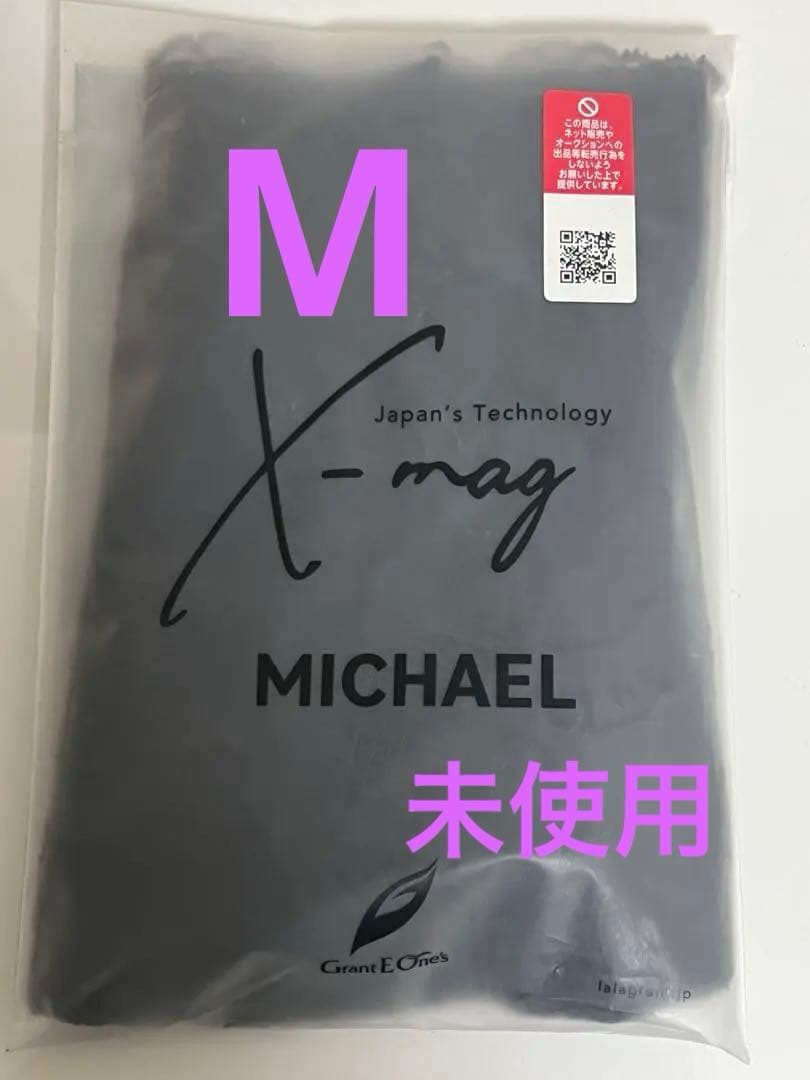 この商品は、
ネット販売や
オークションへの
出品等転売行為を
しないよう
お願いした上で
提供しています。
M
Japan's Technology
X-mag
MICHAEL
未使用
Grant E One's